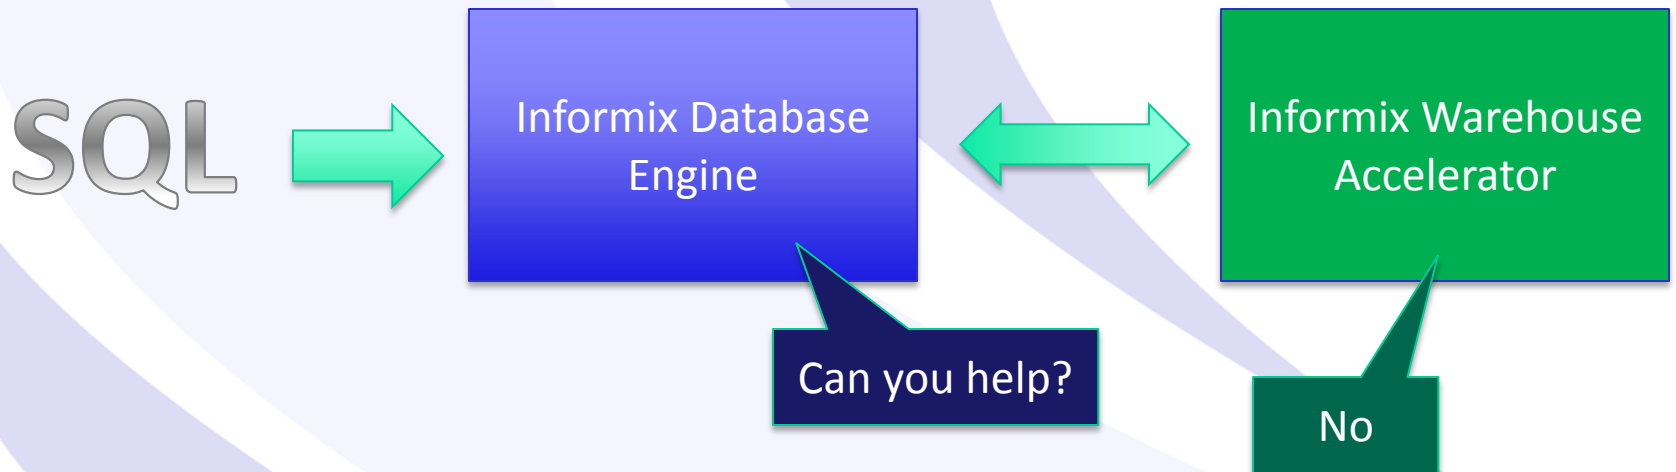 SQL
Informix Database
Engine
Informix Warehouse
Accelerator
Can you help?
No